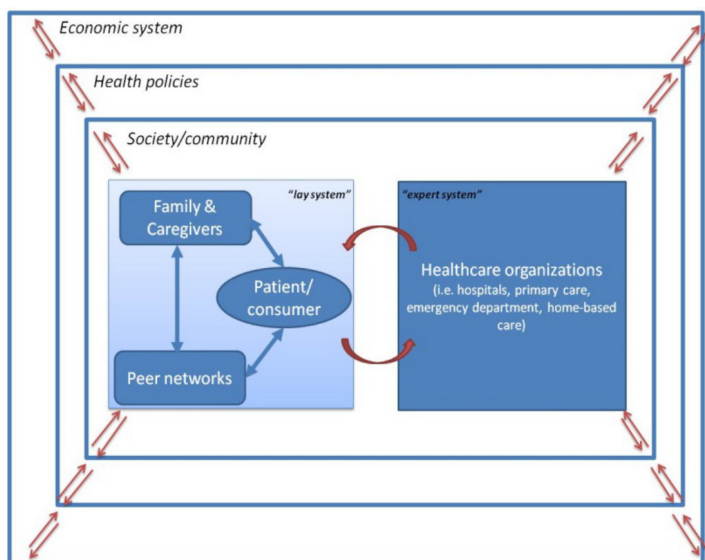 Economic system
Health policies
Society/community
"lay system"
Family &
Caregivers
Patient/
consumer
Peer networks
"expert system"
Healthcare organizations
(i.e. hospitals, primary care,
emergency department, home-based
care)